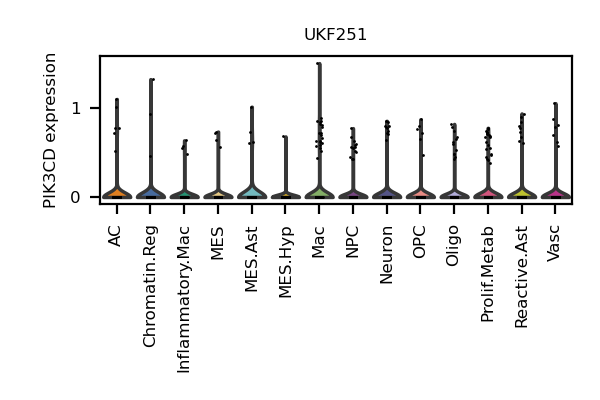 UKF251
PIK3CD expression
1
0
AC
Chromatin.Reg
Inflammatory.Mac
MES
MES.Ast
MES.Hyp
Mac
NPC
Neuron
OPC
Oligo
Prolif.Metab
Reactive.Ast
Vasc